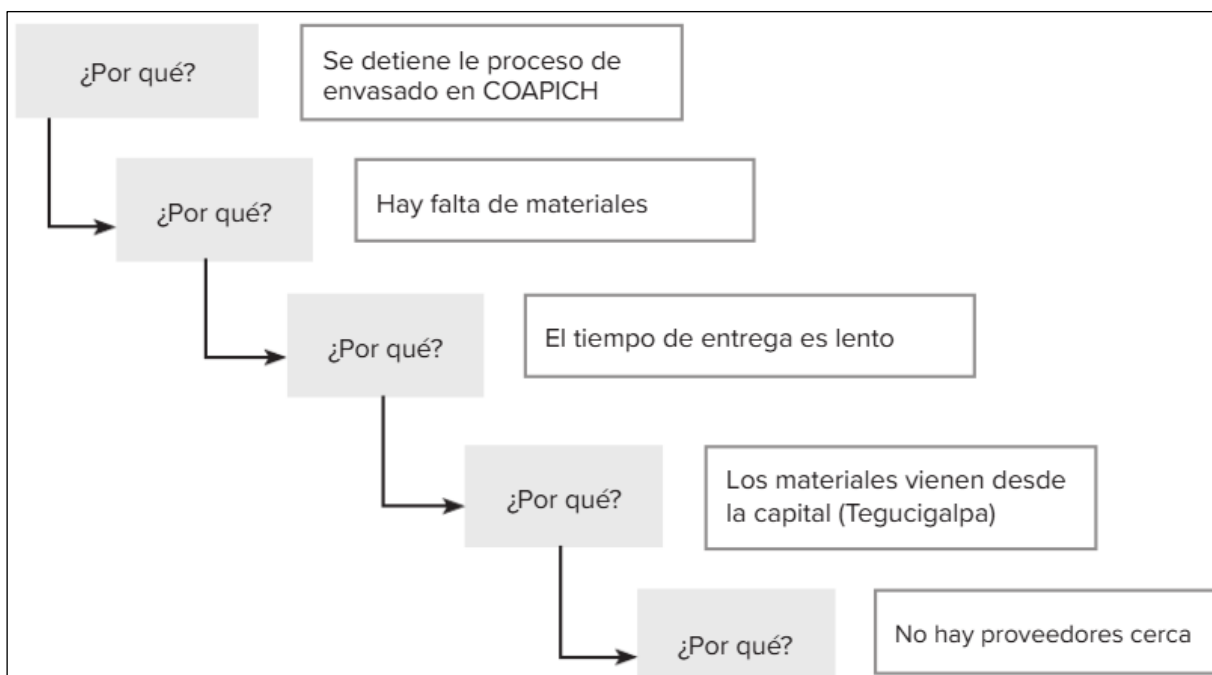 ¿Por qué?
Se detiene le proceso de
envasado en COAPICH
¿Por qué?
Hay falta de materiales
¿Por qué?
El tiempo de entrega es lento
¿Por qué?
Los materiales vienen desde
la capital (Tegucigalpa)
¿Por qué?
No hay proveedores cerca